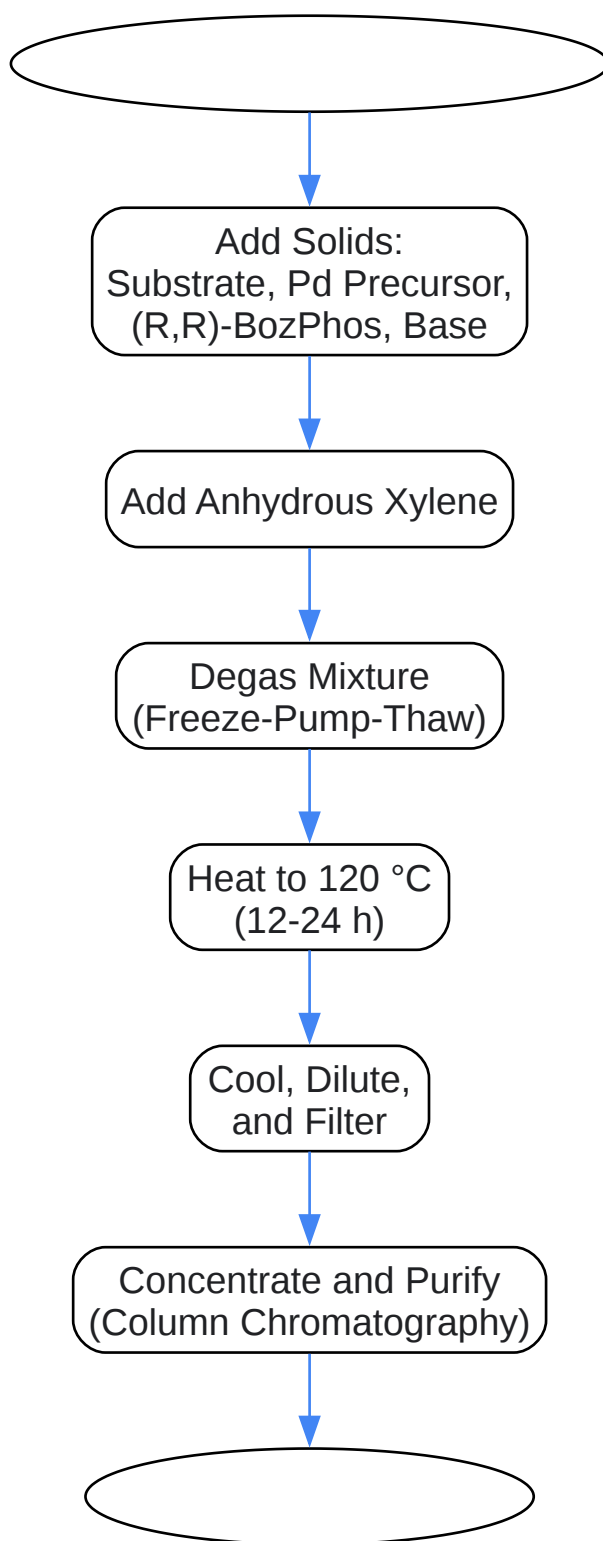 Add Solids:
Substrate, Pd Precursor,
(R,R)-BozPhos, Base
Add Anhydrous Xylene
Degas Mixture
(Freeze-Pump-Thaw)
Heat to 120 °C
(12-24 h)
Cool, Dilute,
and Filter
Concentrate and Purify
(Column Chromatography)